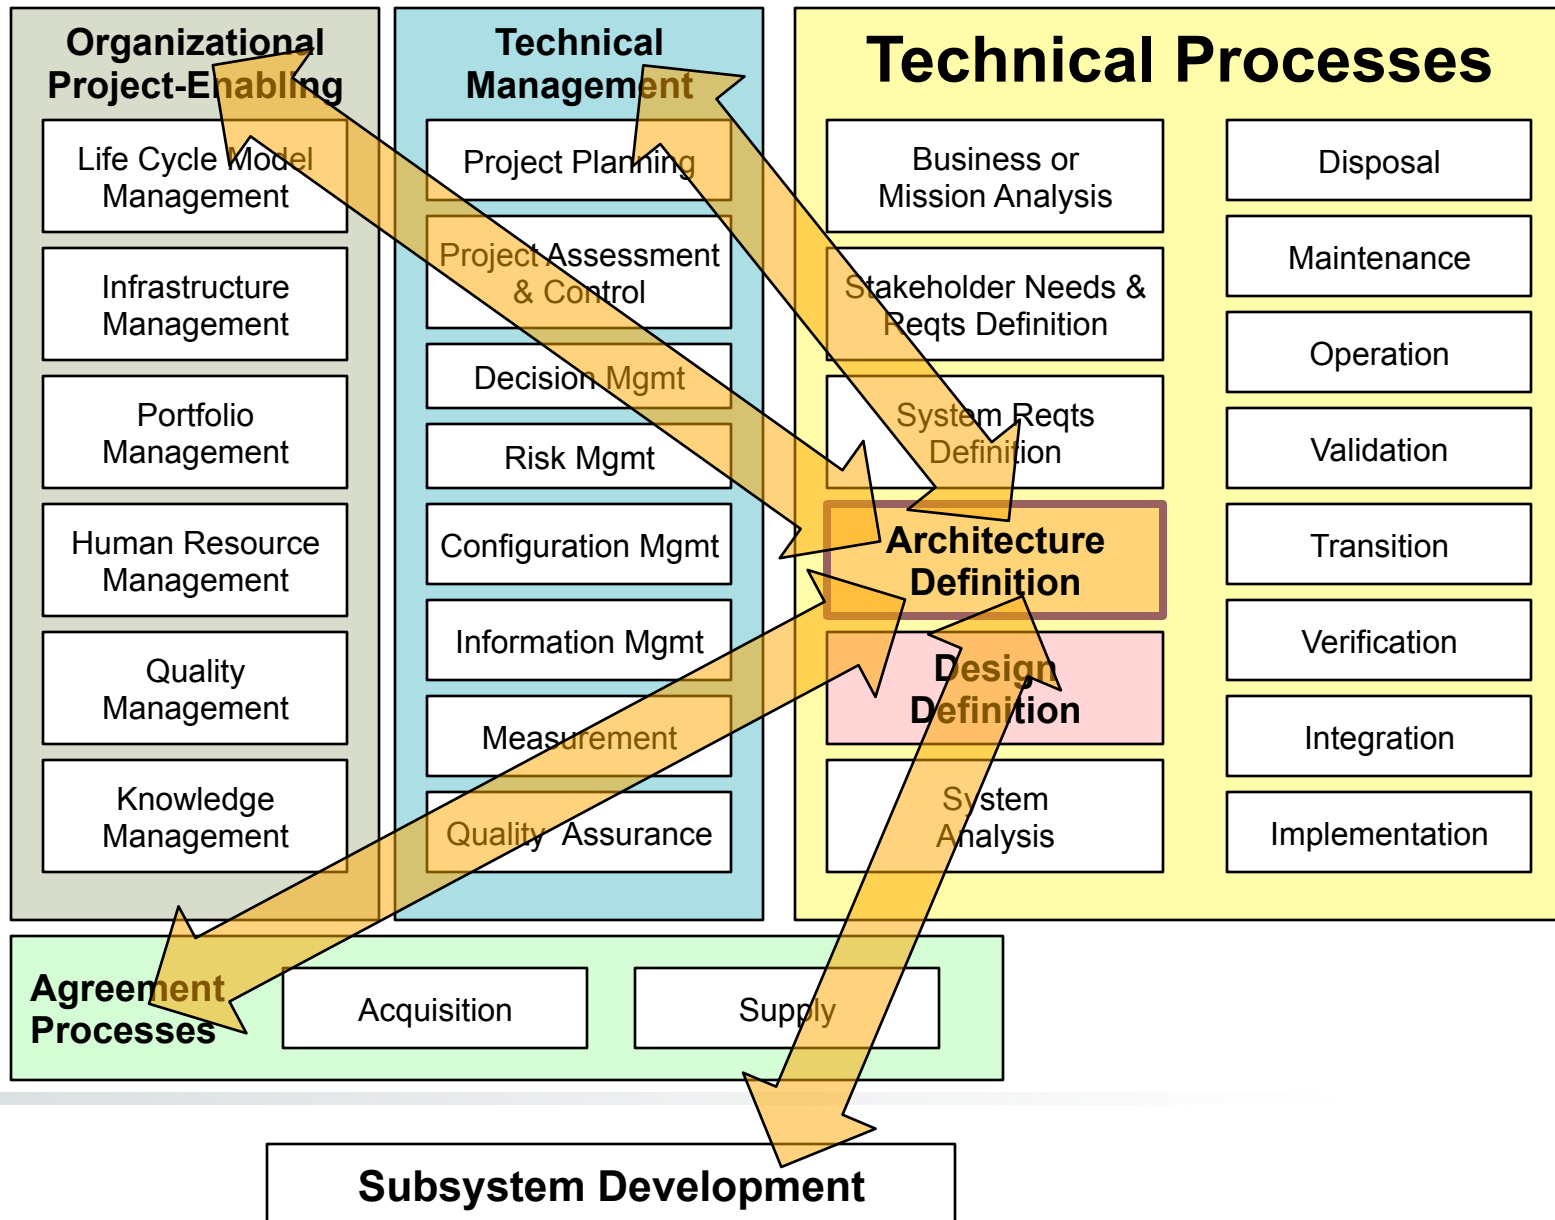 Organizational
Project-Enabling
Life Cycle Model
Management
Infrastructure
Management
Portfolio
Management
Human Resource
Management
Quality
Management
Knowledge
Management
Technical
Management
Project Planning
Project Assessment
& Control
Decision Mgmt
Risk Mgmt
Configuration Mgmt
Information Mgmt
Measurement
Quality Assurance
Technical Processes
Business or
Mission Analysis
Stakeholder Needs &
Reqts Definition
System Reqts
Definition
Architecture
Definition
Design
Definition
System
Analysis
Disposal
Maintenance
Operation
Validation
Transition
Verification
Integration
Implementation
Agreement
Processes
Acquisition
Supply
Subsystem Development